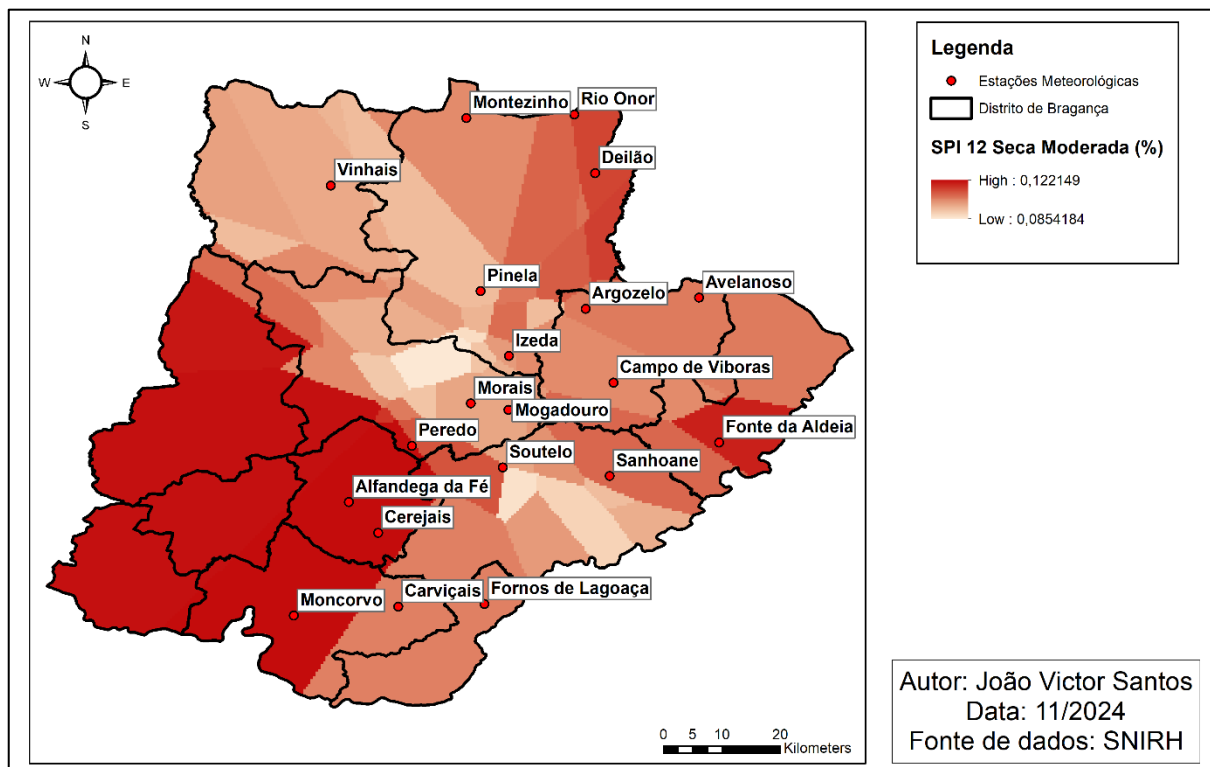 N
W
E
S
Montezinho
Rio Onor
Deilão
Vinhais
Pinela
Argozelo
Avelanoso
Izeda
Campo de Viboras
Morais
Mogadouro
Peredo
Fonte da Aldeia
Soutelo
Sanhoane
Alfandega da Fé
Cerejais
Moncorvo
Carviçais
Fornos de Lagoaça
0 5 10 20
Kilometers
Legenda
Estações Meteorológicas
Distrito de Bragança
SPI 12 Seca Moderada (%)
High : 0,122149
Low : 0,0854184
Autor: João Victor Santos
Data: 11/2024
Fonte de dados: SNIRH